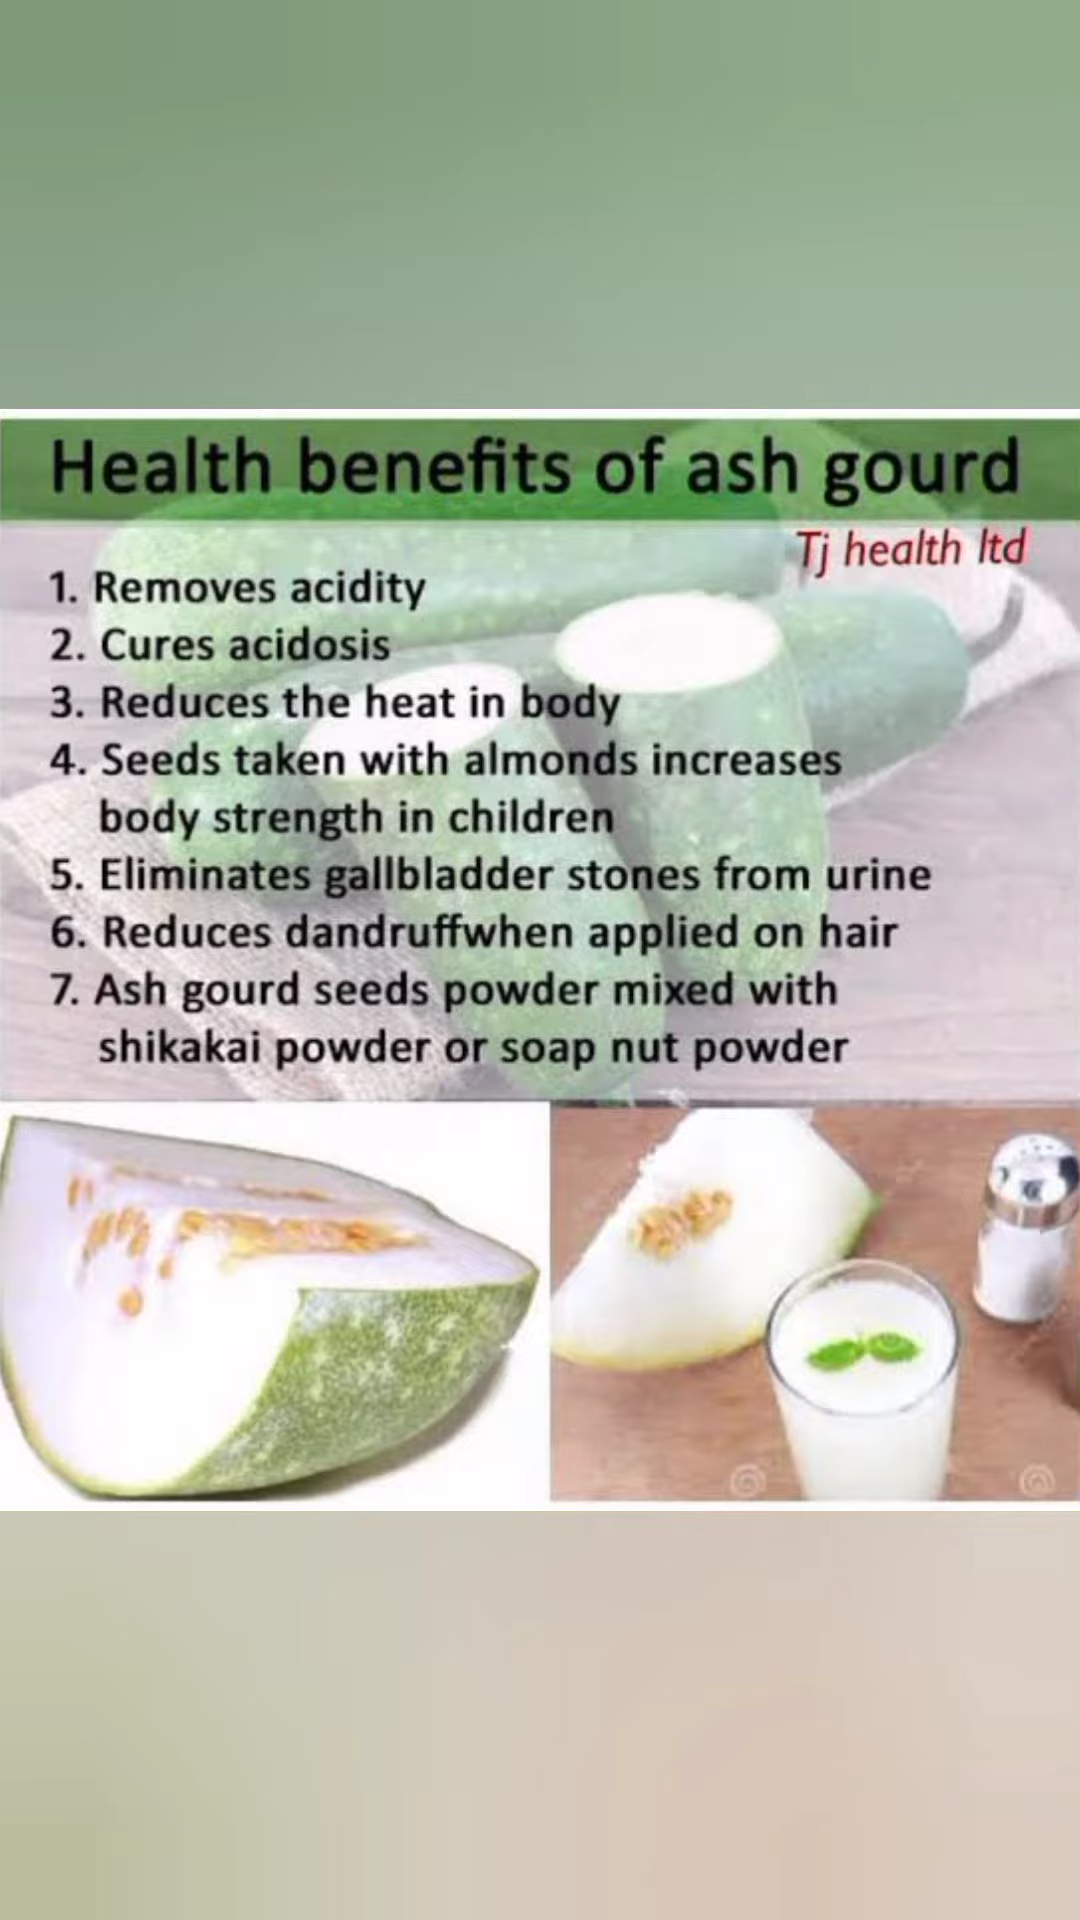 Health benefits of ash gourd
Tj health ltd
1. Removes acidity
2. Cures acidosis
3. Reduces the heat in body
4. Seeds taken with almonds increases
body strength in children
5. Eliminates gallbladder stones from urine
6. Reduces dandruffwhen applied on hair
7. Ash gourd seeds powder mixed with
shikakai powder or soap nut powder